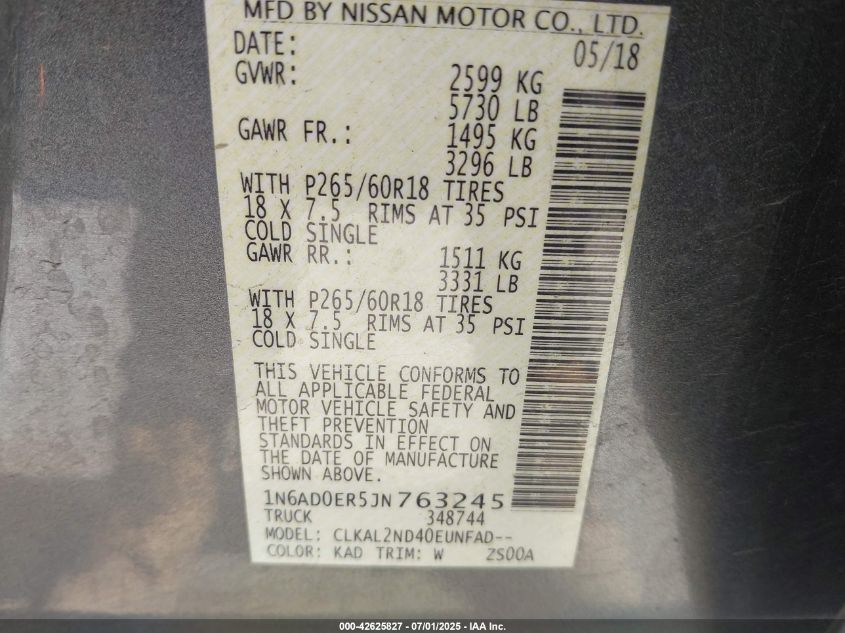 MFD BY NISSAN MOTOR CO., LTD.
DATE: 05/18
GVWR: 2599 KG
5730 LB
GAWR FR.: 1495 KG
3296 LB
WITH P265/60R18 TIRES
18 X 7.5 RIMS AT 35 PSI
COLD SINGLE
GAWR RR.: 1511 KG
3331 LB
WITH P265/60R18 TIRES
18 X 7.5 RIMS AT 35 PSI
COLD SINGLE
THIS VEHICLE CONFORMS TO
ALL APPLICABLE FEDERAL
MOTOR VEHICLE SAFETY AND
THEFT PREVENTION
STANDARDS IN EFFECT ON
THE DATE OF MANUFACTURE
SHOWN ABOVE.
1N6AD0ER5JN763245
TRUCK 348744
MODEL: CLKAL2ND40EUNFAD--
COLOR: KAD TRIM: W ZS00A
000-42625827 - 07/01/2025 - IAA Inc.